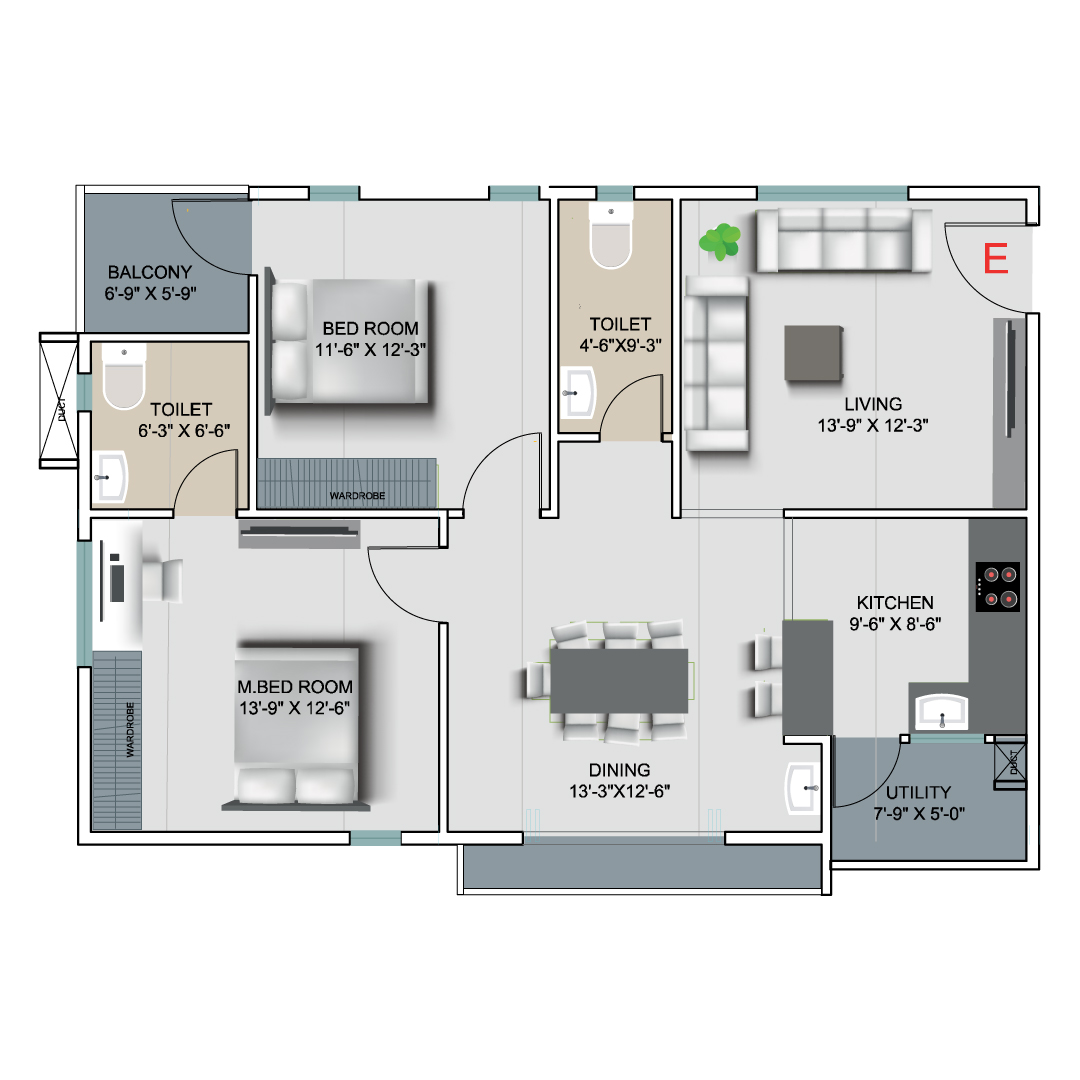 E
BALCONY
6'-9" X 5'-9"
BED ROOM
11'-6" X 12'-3"
TOILET
4'-6"X9'-3"
LIVING
13'-9" X 12'-3"
TOILET
6'-3" X 6'-6"
DUCT
WARDROBE
KITCHEN
9'-6" X 8'-6"
M.BED ROOM
13'-9" X 12'-6"
WARDROBE
DINING
13'-3"X12'-6"
DUCT
UTILITY
7'-9" X 5'-0"